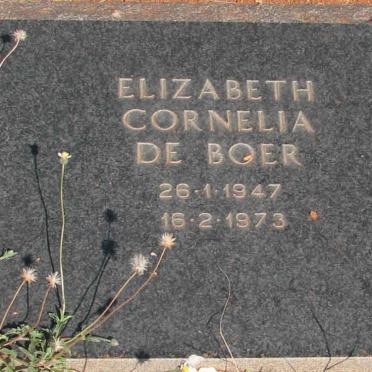 ELIZABETH
CORNELIA
DE BOER
26·1·1947
16·2·1973